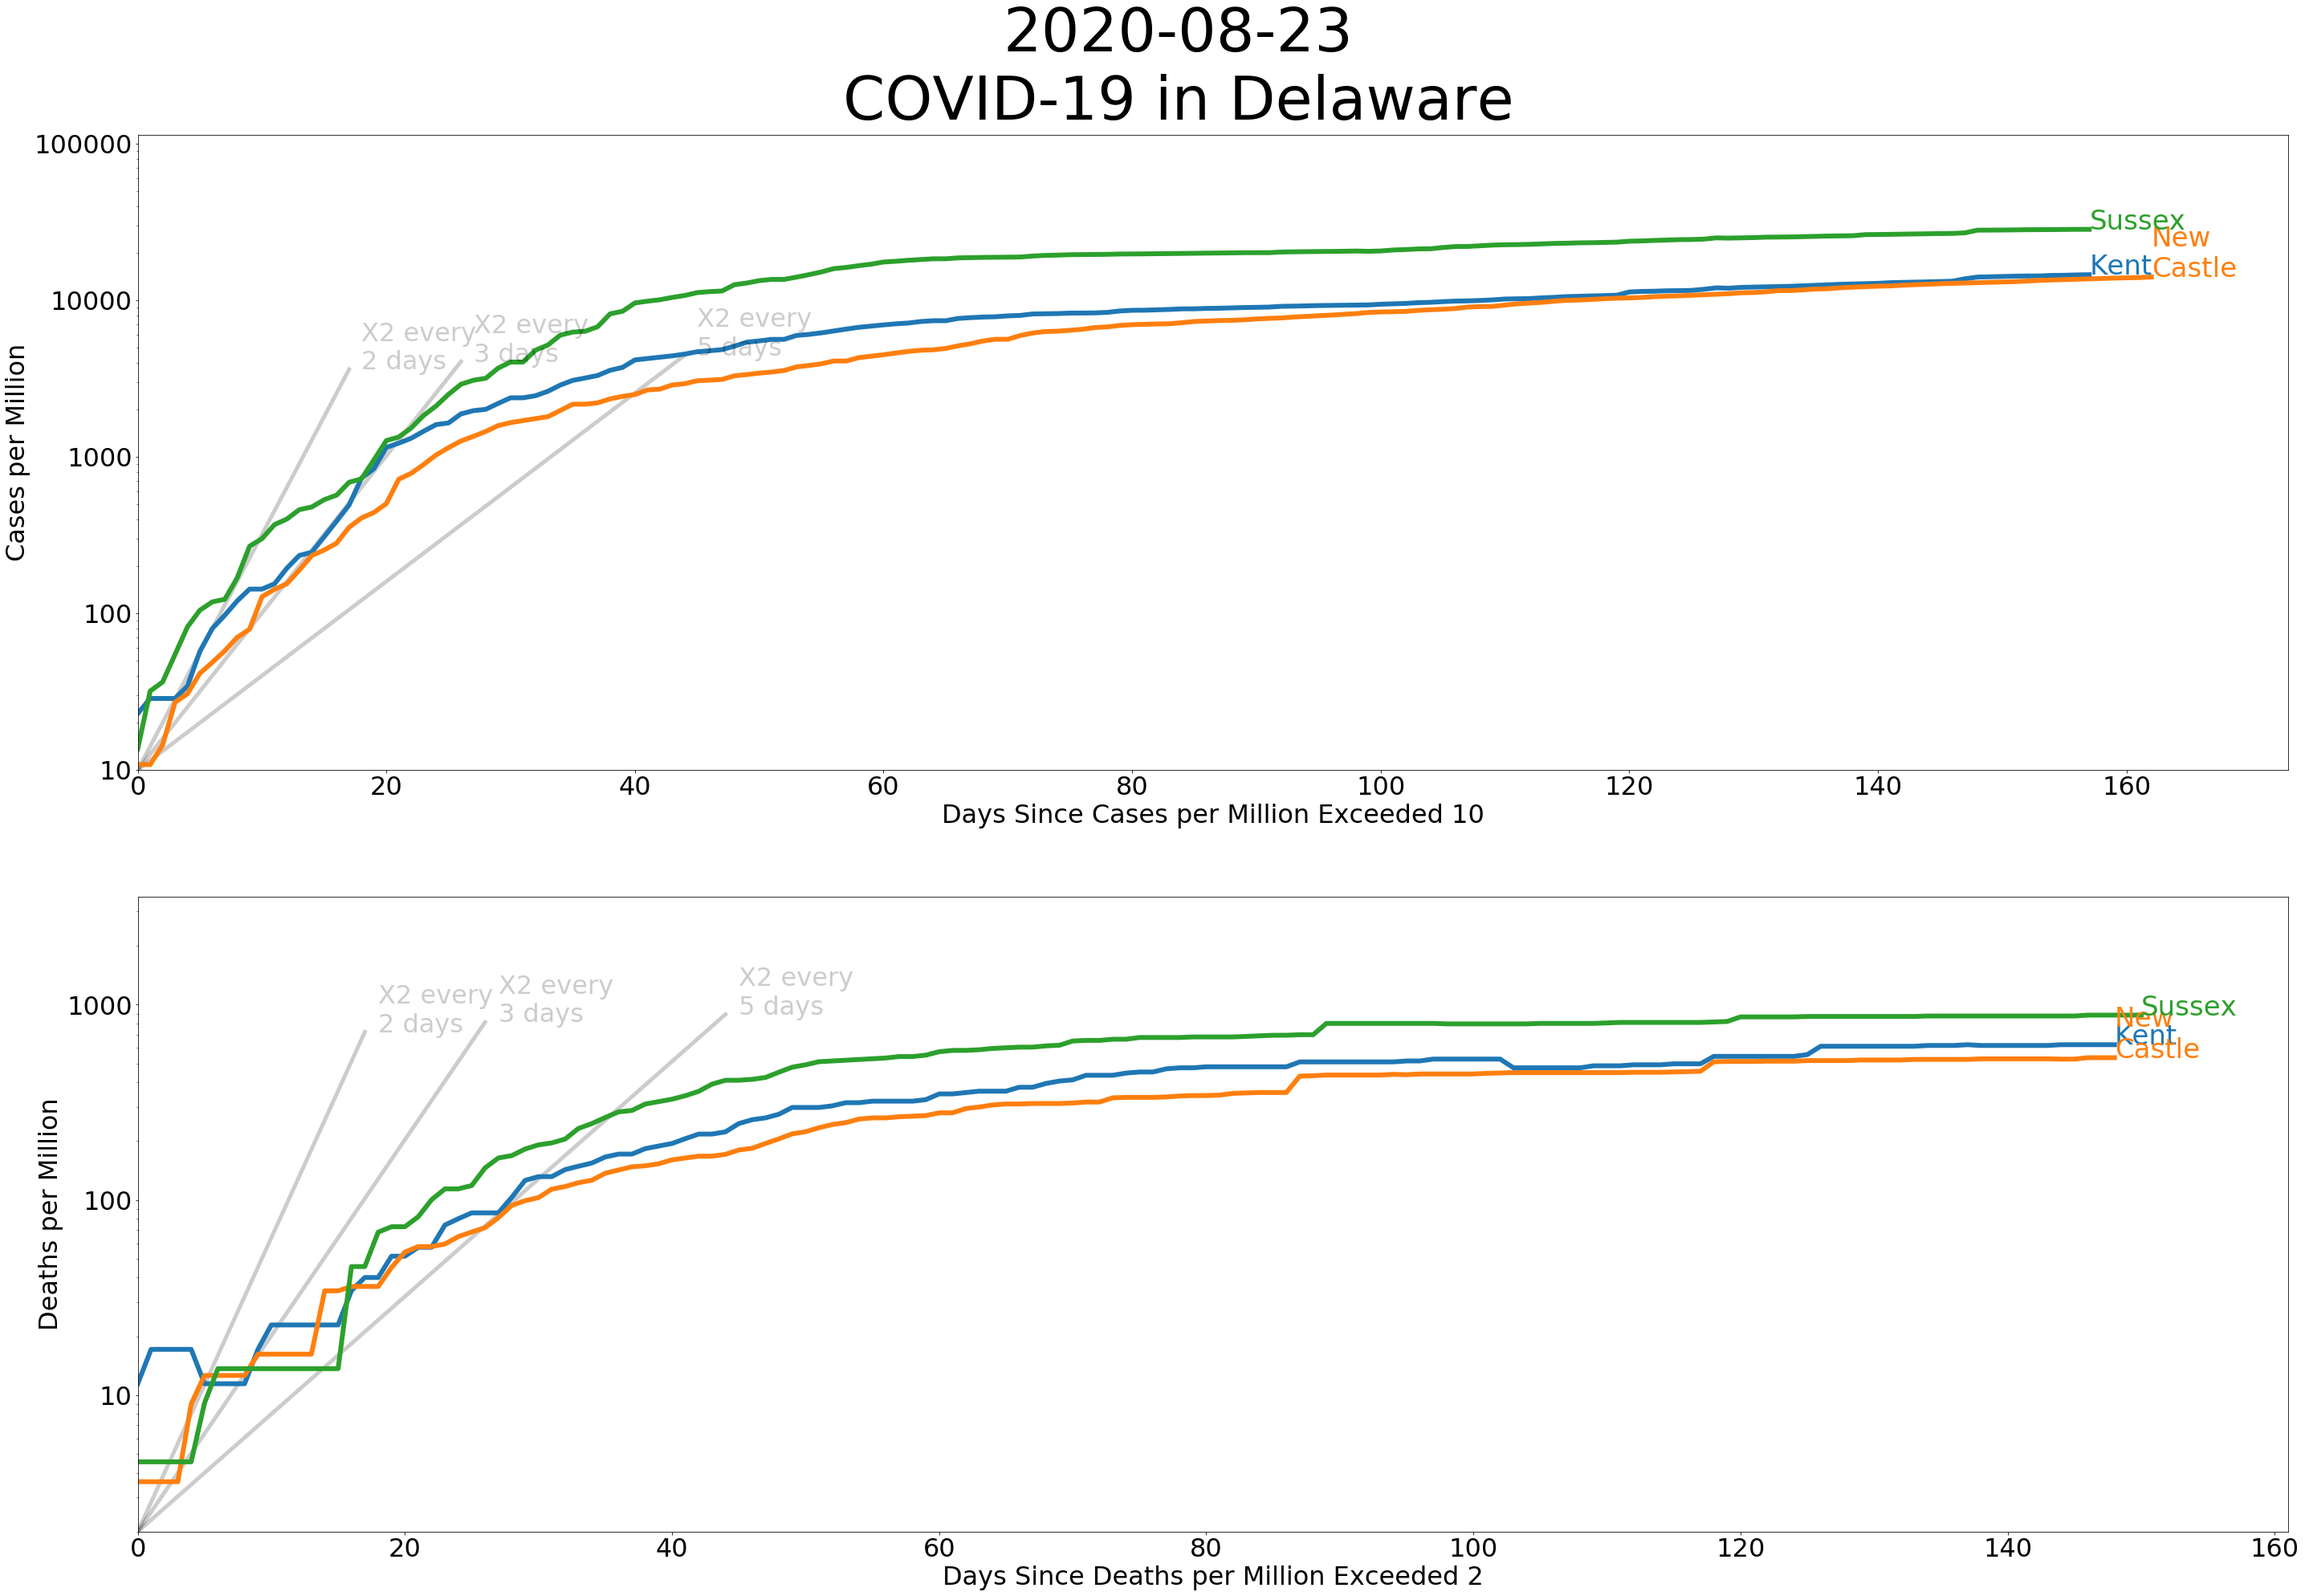 2020-08-23
COVID-19 in Delaware
100000
10000
1000
100
10
Cases per Million
X2 every
2 days
X2 every
3 days
X2 every
5 days
Sussex
New
Castle
Kent
0 20 40 60 80 100 120 140 160
Days Since Cases per Million Exceeded 10
1000
100
10
Deaths per Million
X2 every
2 days
X2 every
3 days
X2 every
5 days
Sussex
New
Castle
Kent
0 20 40 60 80 100 120 140 160
Days Since Deaths per Million Exceeded 2